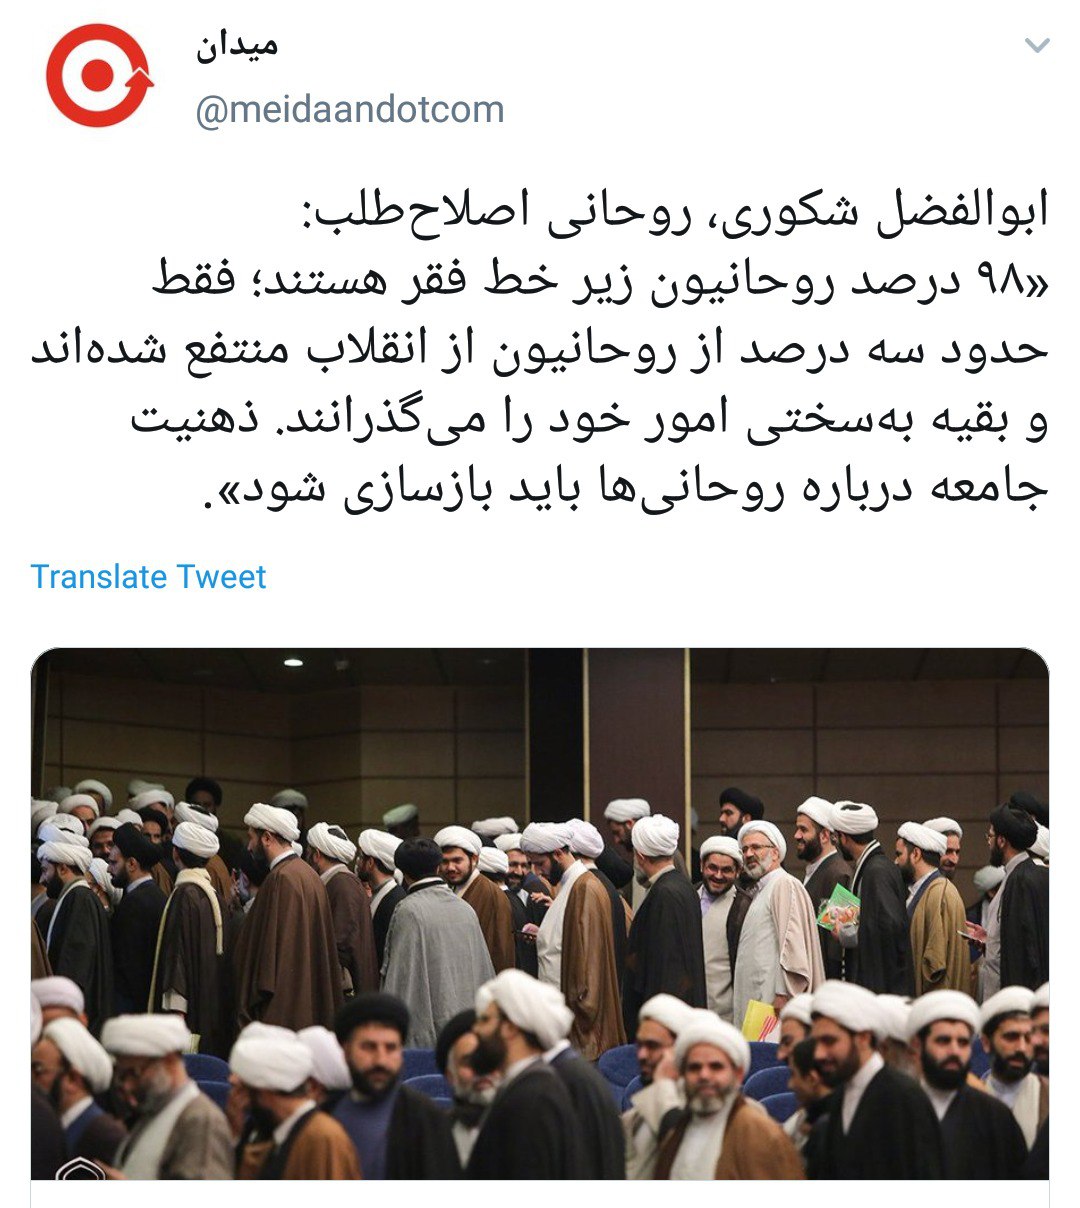 میدان
@meidaandotcom
ابوالفضل شکوری، روحانی اصلاح‌طلب:
«۹۸ درصد روحانیون زیر خط فقر هستند؛ فقط
حدود سه درصد از روحانیون از انقلاب منتفع شده‌اند
و بقیه به‌سختی امور خود را می‌گذرانند. ذهنیت
جامعه درباره روحانی‌ها باید بازسازی شود».
Translate Tweet